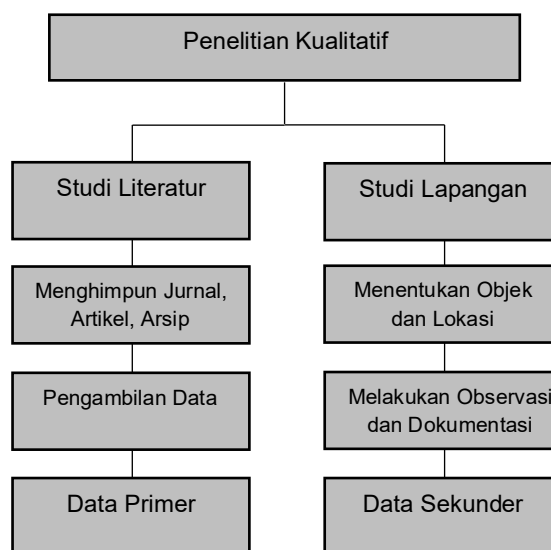 Penelitian Kualitatif
Studi Literatur
Studi Lapangan
Menghimpun Jurnal,
Artikel, Arsip
Menentukan Objek
dan Lokasi
Pengambilan Data
Melakukan Observasi
dan Dokumentasi
Data Primer
Data Sekunder